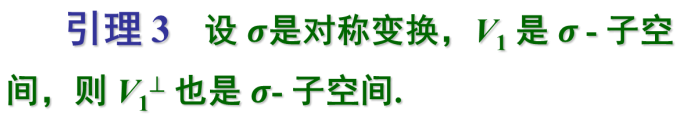 引理 3 设 σ是对称变换，V₁ 是 σ - 子空
间，则 V₁⊥ 也是 σ- 子空间.